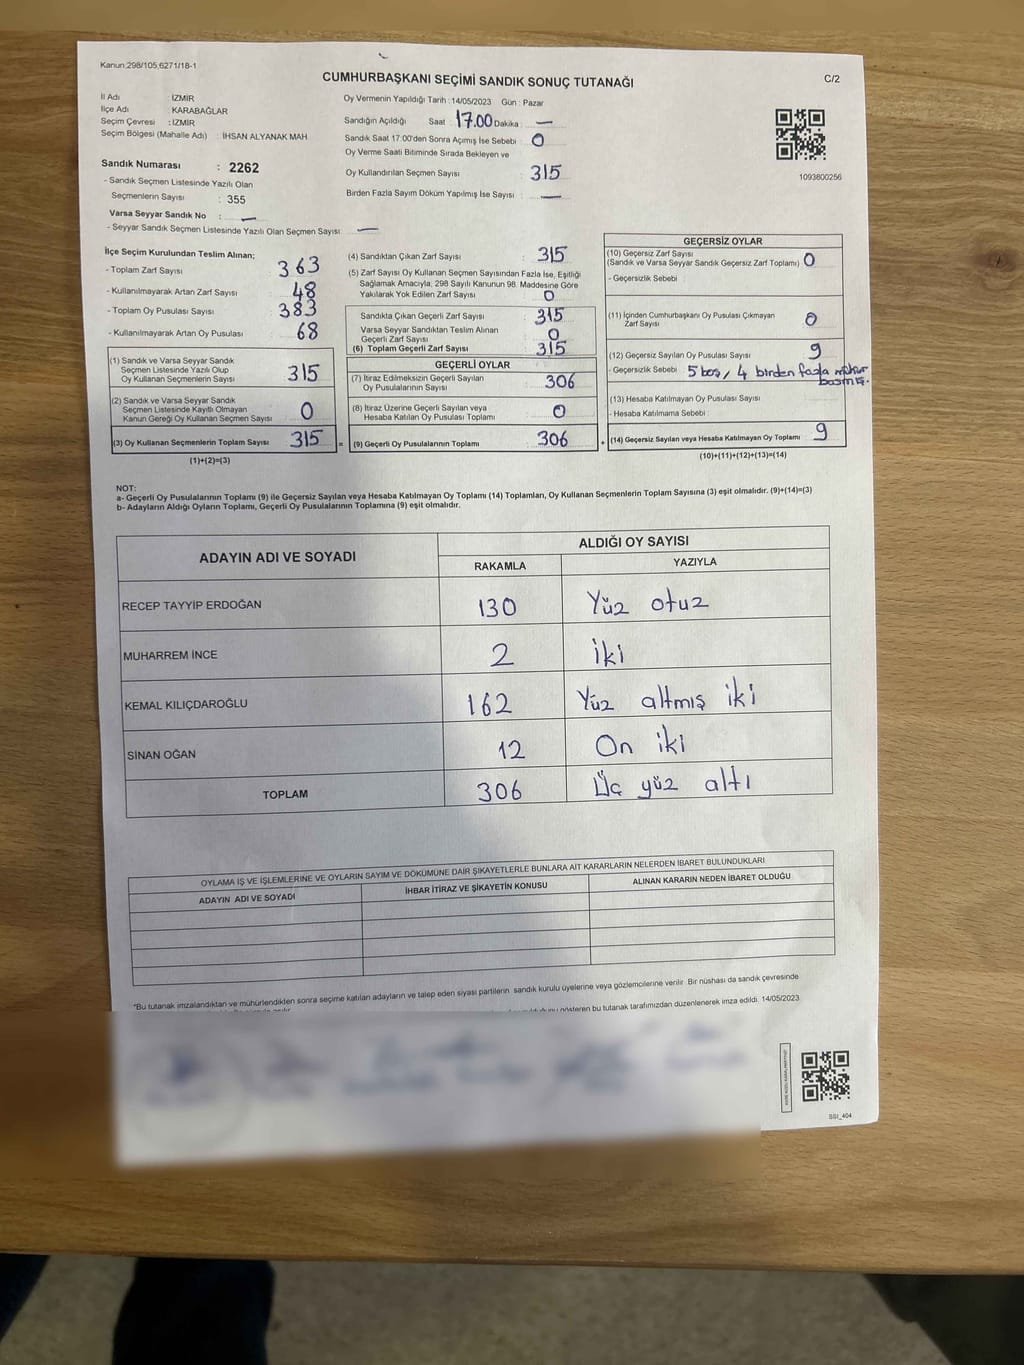 Kanun:298/105,6271/18-1
CUMHURBAŞKANI SEÇİMİ SANDIK SONUÇ TUTANAĞI
C/2
İl Adı : İZMİR
İlçe Adı : KARABAĞLAR
Seçim Çevresi : İZMİR
Seçim Bölgesi (Mahalle Adı) : İHSAN ALYANAK MAH.
Sandık Numarası : 2262
- Sandık Seçmen Listesinde Yazılı Olan
Seçmenlerin Sayısı : 355
Varsa Seyyar Sandık No : —
- Seyyar Sandık Seçmen Listesinde Yazılı Olan Seçmen Sayısı: —
Oy Vermenin Yapıldığı Tarih : 14/05/2023 Gün : Pazar
Sandığın Açıldığı Saat : 17.00 Dakika : —
Sandık Saat 17:00'den Sonra Açımış İse Sebebi : 0
Oy Verme Saati Bitiminde Sırada Bekleyen ve
Oy Kullandırılan Seçmen Sayısı : 315
Birden Fazla Sayım Döküm Yapılmış İse Sayısı : —
1093800256
İlçe Seçim Kurulundan Teslim Alınan;
- Toplam Zarf Sayısı : 363
- Kullanılmayarak Artan Zarf Sayısı : 48
- Toplam Oy Pusulası Sayısı : 383
- Kullanılmayarak Artan Oy Pusulası : 68
(1) Sandık ve Varsa Seyyar Sandık
Seçmen Listesinde Yazılı Olup
Oy Kullanan Seçmenlerin Sayısı : 315
(2) Sandık ve Varsa Seyyar Sandık
Seçmen Listesinde Kayıtlı Olmayan
Kanun Gereği Oy Kullanan Seçmen Sayısı : 0
(3) Oy Kullanan Seçmenlerin Toplam Sayısı : 315 =
(1)+(2)=(3)
(4) Sandıktan Çıkan Zarf Sayısı : 315
(5) Zarf Sayısı Oy Kullanan Seçmen Sayısından Fazla İse, Eşitliği
Sağlamak Amacıyla, 298 Sayılı Kanunun 98. Maddesine Göre
Yakılarak Yok Edilen Zarf Sayısı : 0
Sandıkta Çıkan Geçerli Zarf Sayısı : 315
Varsa Seyyar Sandıktan Teslim Alınan
Geçerli Zarf Sayısı : 0
(6) Toplam Geçerli Zarf Sayısı : 315
GEÇERLİ OYLAR
(7) İtiraz Edilmeksizin Geçerli Sayılan
Oy Pusulalarının Sayısı : 306
(8) İtiraz Üzerine Geçerli Sayılan veya
Hesaba Katılan Oy Pusulası Toplamı : 0
(9) Geçerli Oy Pusulalarının Toplamı : 306 +
GEÇERSİZ OYLAR
(10) Geçersiz Zarf Sayısı
(Sandık ve Varsa Seyyar Sandık Geçersiz Zarf Toplamı) : 0
- Geçersizlik Sebebi :
(11) İçinden Cumhurbaşkanı Oy Pusulası Çıkmayan
Zarf Sayısı : 0
(12) Geçersiz Sayılan Oy Pusulası Sayısı : 9
- Geçersizlik Sebebi : 5 boş, 4 birden fazla mühür
basmış.
(13) Hesaba Katılmayan Oy Pusulası Sayısı :
- Hesaba Katılmama Sebebi :
(14) Geçersiz Sayılan veya Hesaba Katılmayan Oy Toplamı : 9
(10)+(11)+(12)+(13)=(14)
NOT:
a- Geçerli Oy Pusulalarının Toplamı (9) ile Geçersiz Sayılan veya Hesaba Katılmayan Oy Toplamı (14) Toplamları, Oy Kullanan Seçmenlerin Toplam Sayısına (3) eşit olmalıdır. (9)+(14)=(3)
b- Adayların Aldığı Oyların Toplamı, Geçerli Oy Pusulalarının Toplamına (9) eşit olmalıdır.
ADAYIN ADI VE SOYADI
ALDIĞI OY SAYISI
RAKAMLA YAZIYLA
RECEP TAYYİP ERDOĞAN 130 Yüz otuz
MUHARREM İNCE 2 iki
KEMAL KILIÇDAROĞLU 162 Yüz altmış iki
SİNAN OĞAN 12 On iki
TOPLAM 306 Üç yüz altı
OYLAMA İŞ VE İŞLEMLERİNE VE OYLARIN SAYIM VE DÖKÜMÜNE DAİR ŞİKAYETLERLE BUNLARA AİT KARARLARIN NELERDEN İBARET BULUNDUKLARI
ADAYIN ADI VE SOYADI İHBAR İTİRAZ VE ŞİKAYETİN KONUSU ALINAN KARARIN NEDEN İBARET OLDUĞU
*Bu tutanak imzalandıktan ve mühürlendikten sonra seçime katılan adayların ve talep eden siyasi partilerin sandık kurulu üyelerine veya gözlemcilerine verilir. Bir nüshası da sandık çevresinde
gösteren bu tutanak tarafımızdan düzenlenerek imza edildi. 14/05/2023
SSI_404